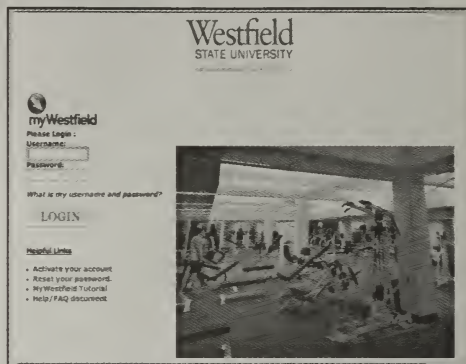 Westfield
STATE UNIVERSITY
myWestfield
Please Login :
Username:
Password:
What is my username and password?
LOGIN
Helpful Links
• Activate your account
• Reset your password.
• MyWestfield Tutorial
• Help/FAQ document